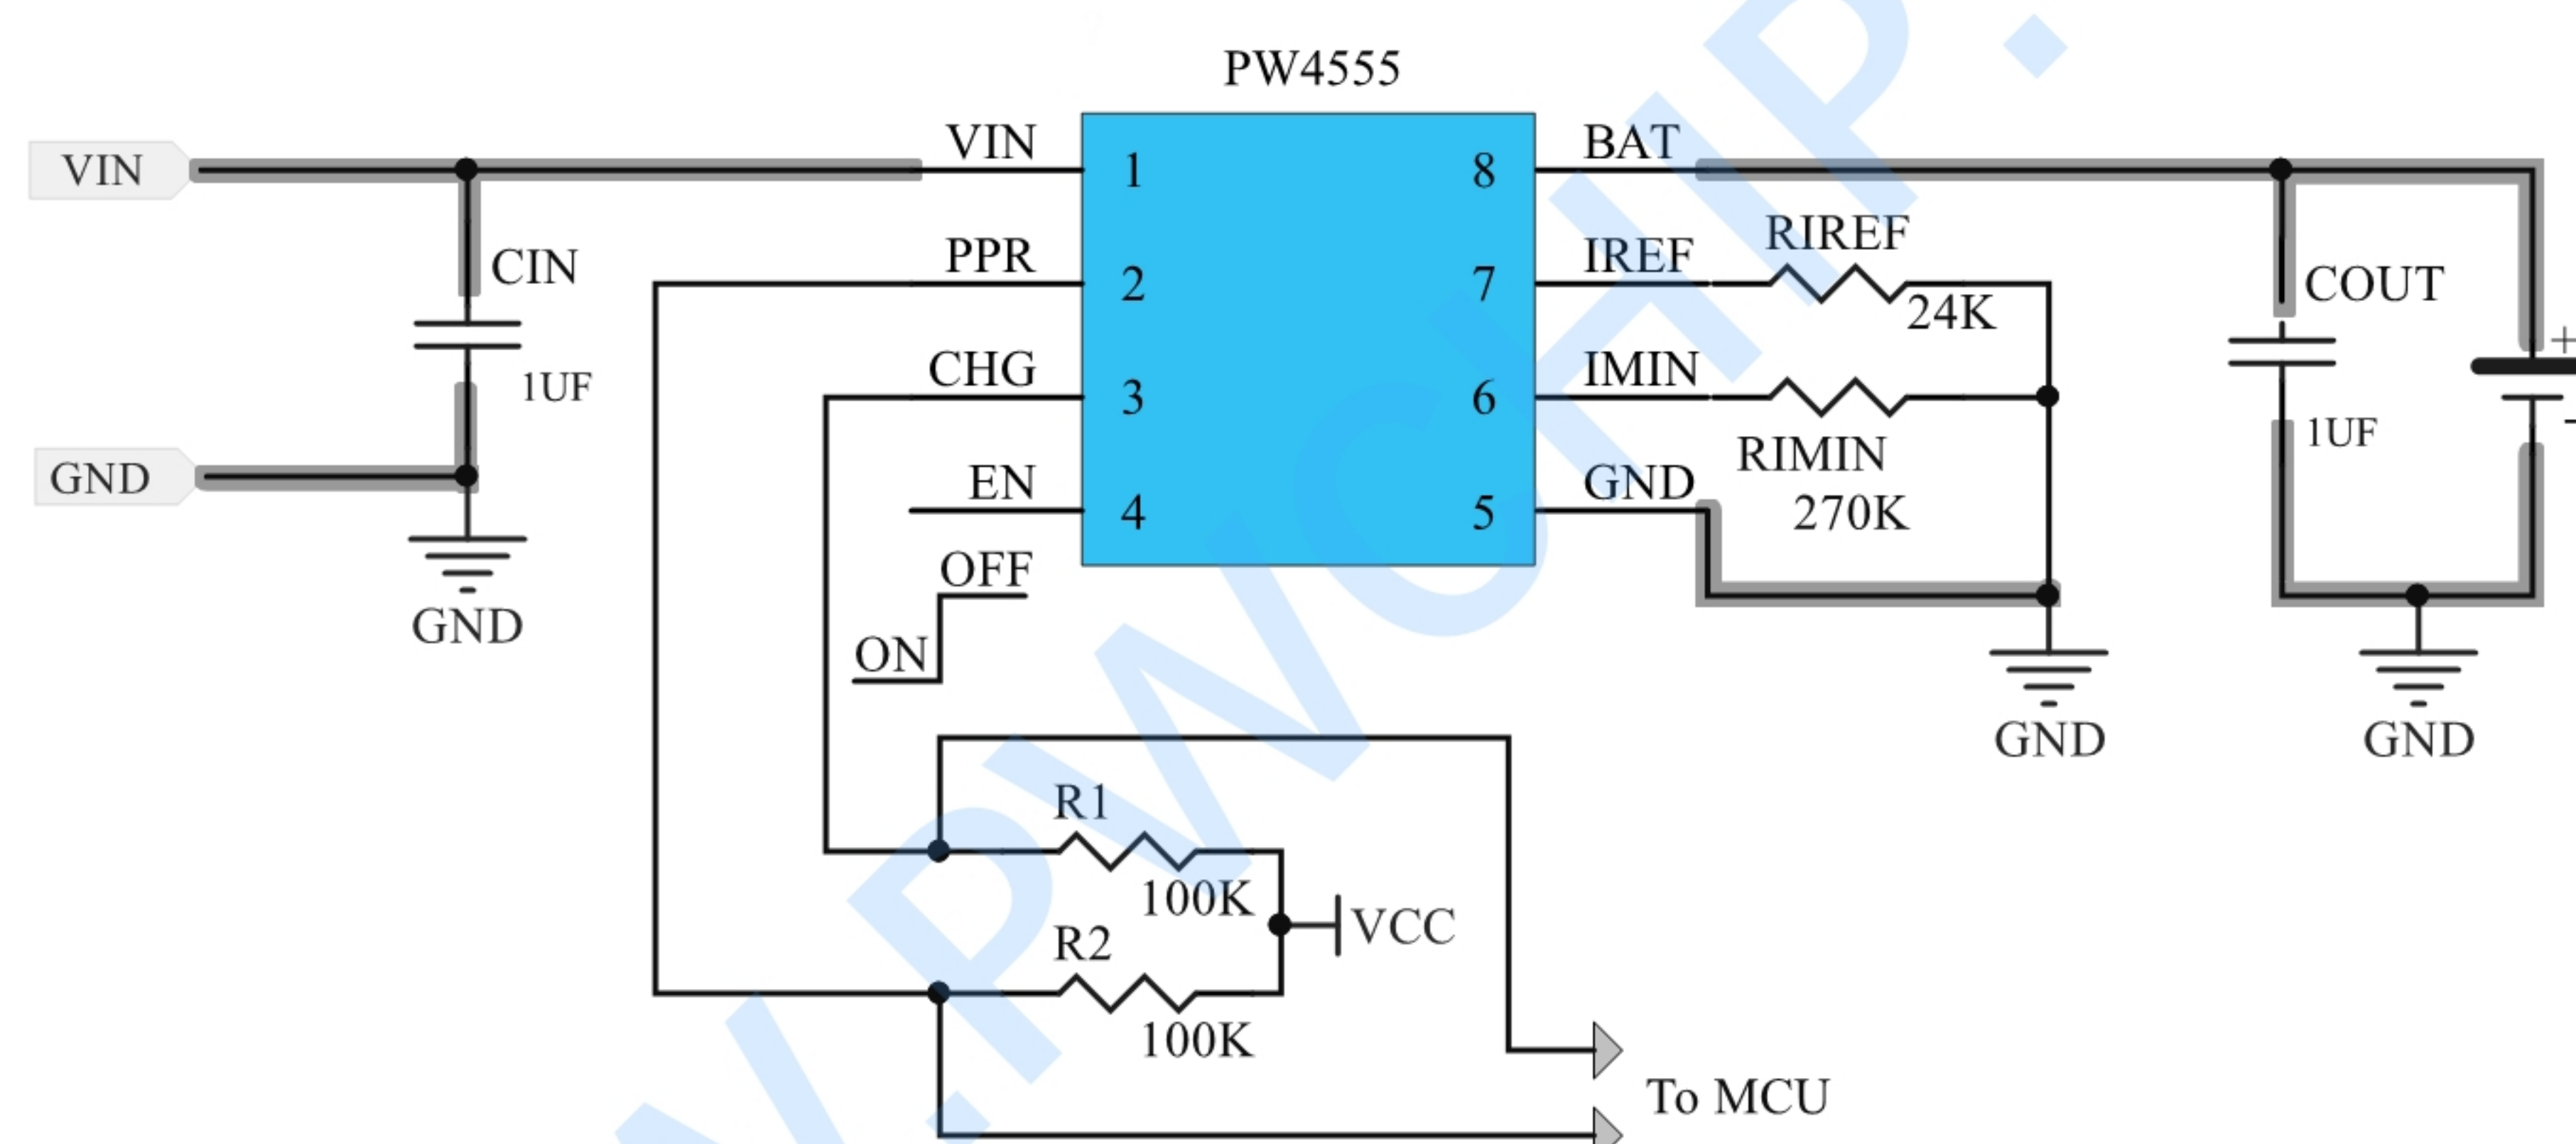 PW4555
VIN
VIN
1
8
BAT
PPR
2
7
IREF
RIREF
24K
CIN
1UF
COUT
1UF
+
-
CHG
3
6
IMIN
RIMIN
270K
GND
EN
4
5
GND
OFF
ON
GND
GND
GND
R1
100K
VCC
R2
100K
To MCU
.PWCHIP.